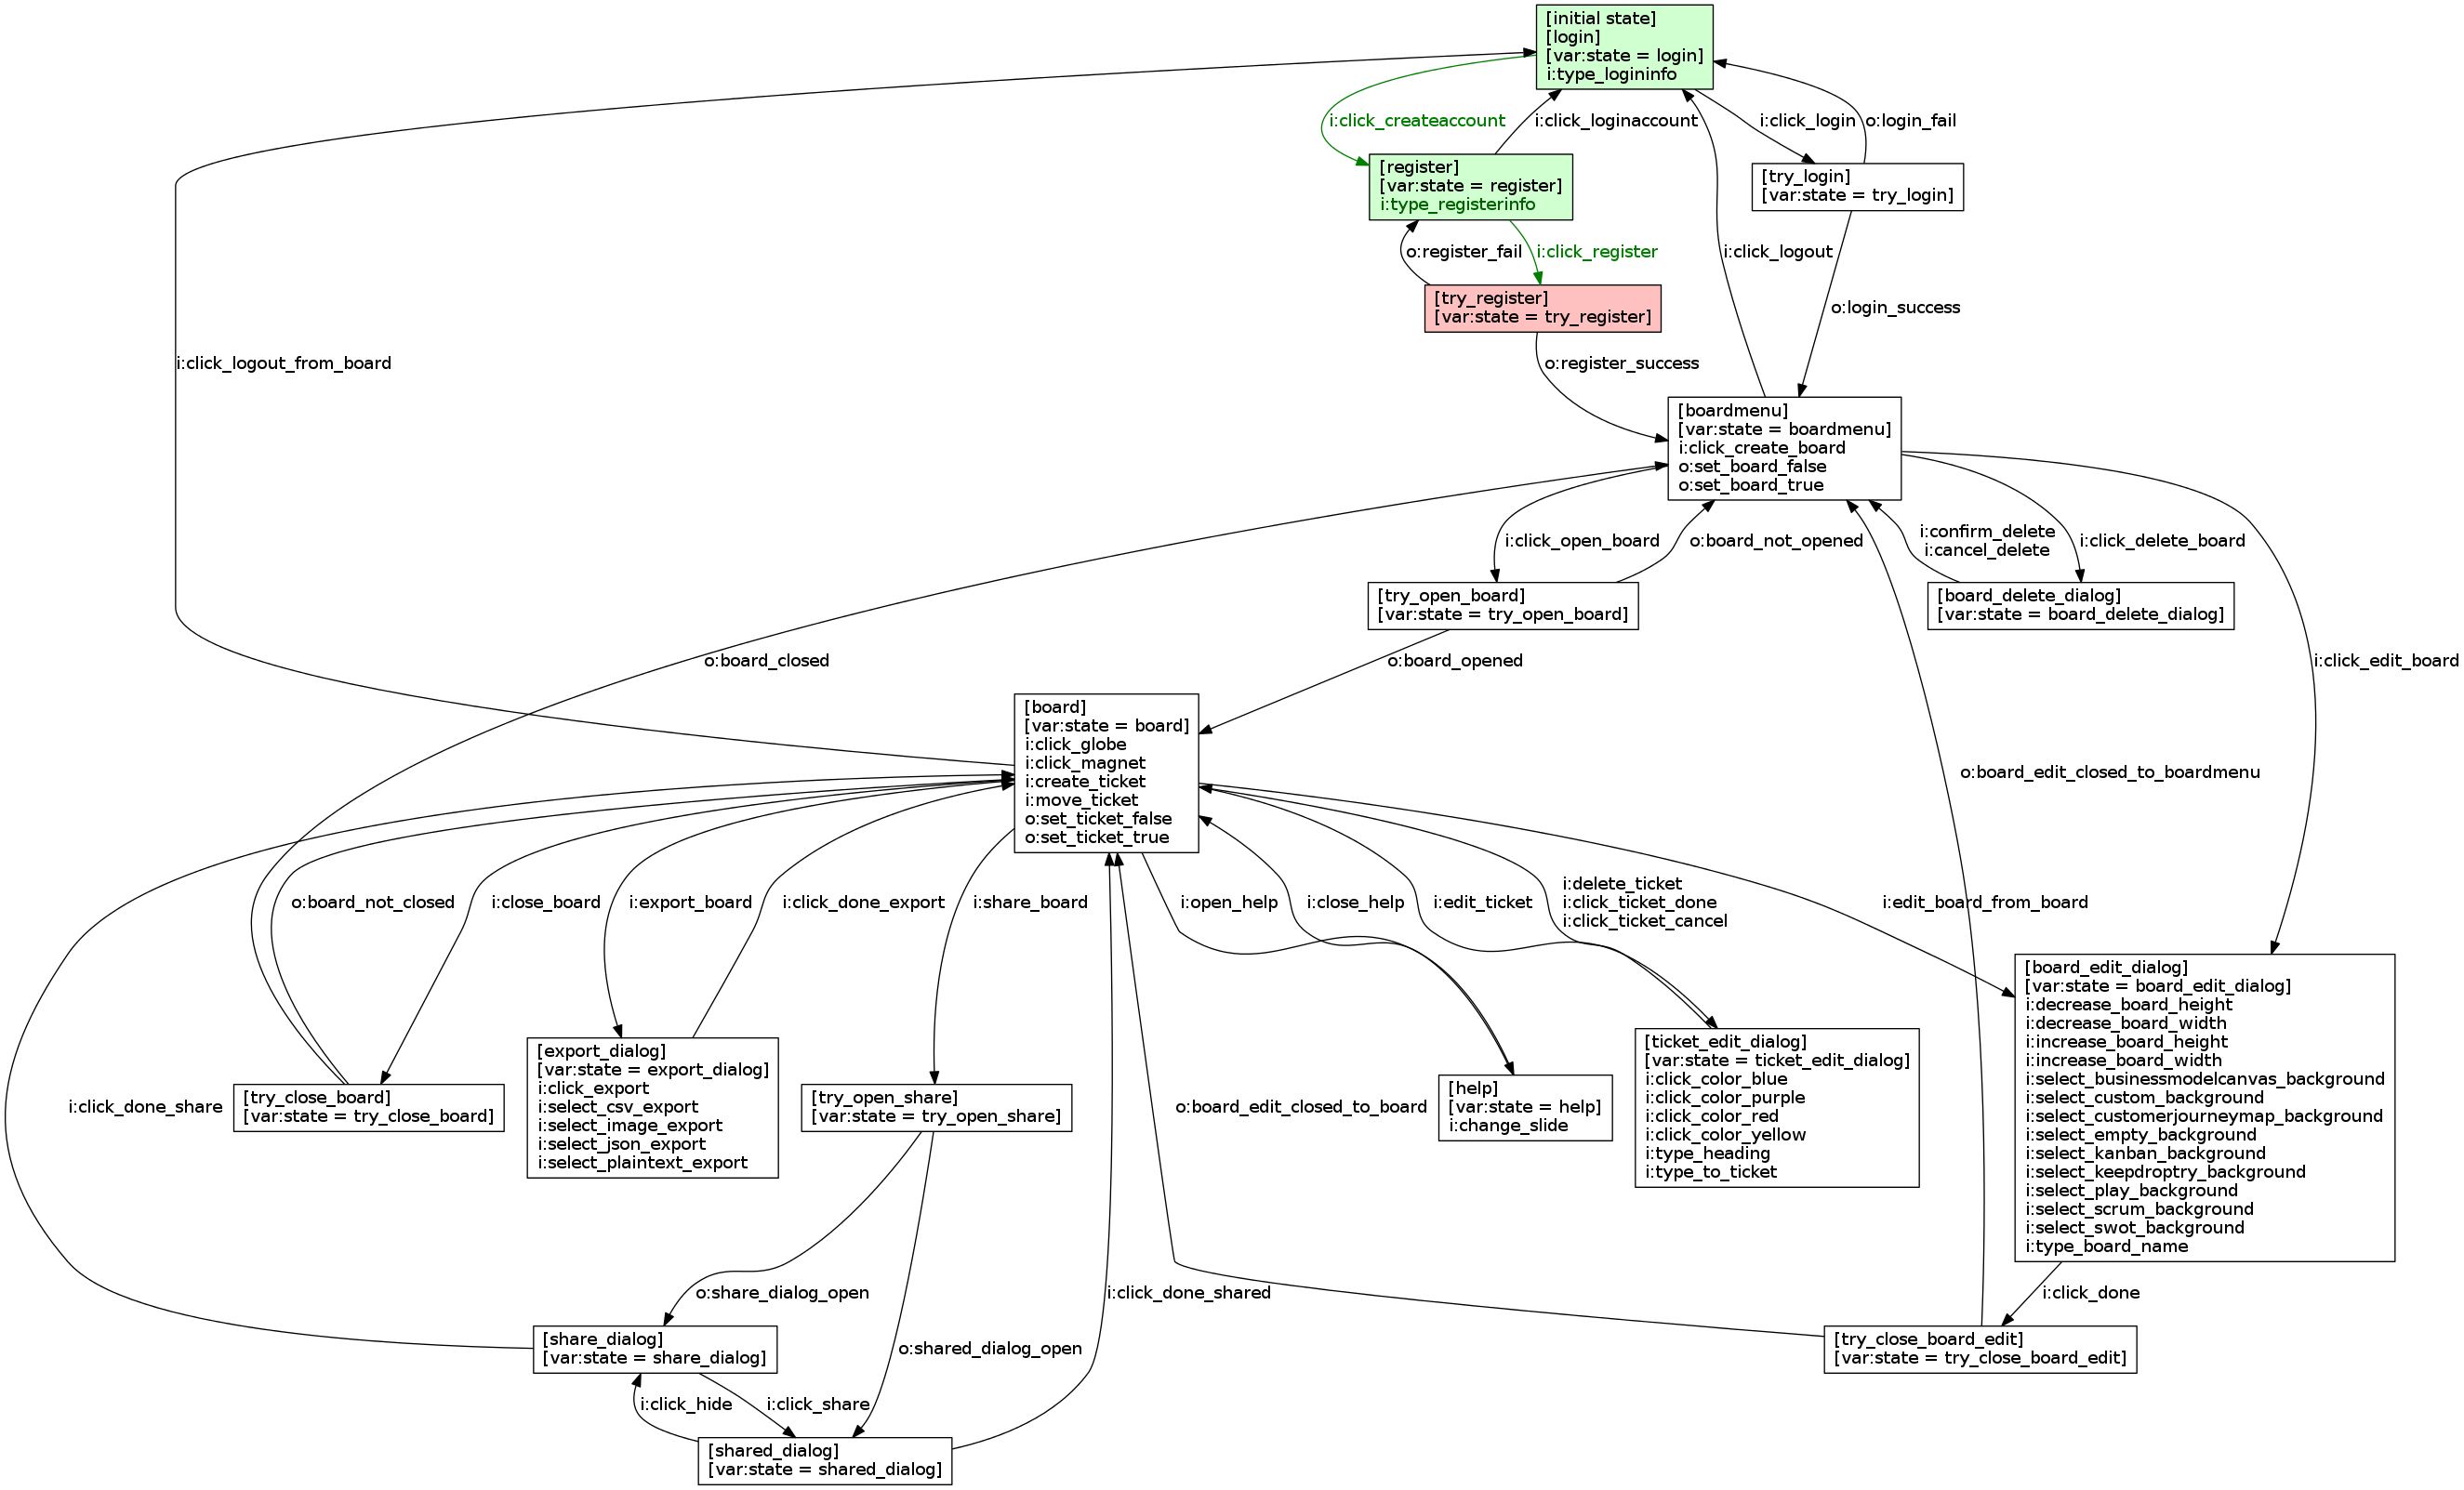 [initial state]
[login]
[var:state = login]
i:type_logininfo
i:click_createaccount
i:click_loginaccount
i:click_login
o:login_fail
[register]
[var:state = register]
i:type_registerinfo
[try_login]
[var:state = try_login]
o:register_fail
i:click_register
i:click_logout
[try_register]
[var:state = try_register]
o:login_success
i:click_logout_from_board
o:register_success
[boardmenu]
[var:state = boardmenu]
i:click_create_board
o:set_board_false
o:set_board_true
i:click_open_board
o:board_not_opened
i:confirm_delete
i:cancel_delete
i:click_delete_board
[try_open_board]
[var:state = try_open_board]
[board_delete_dialog]
[var:state = board_delete_dialog]
o:board_closed
o:board_opened
i:click_edit_board
[board]
[var:state = board]
i:click_globe
i:click_magnet
i:create_ticket
i:move_ticket
o:set_ticket_false
o:set_ticket_true
o:board_edit_closed_to_boardmenu
o:board_not_closed
i:close_board
i:export_board
i:click_done_export
i:share_board
i:open_help
i:close_help
i:edit_ticket
i:delete_ticket
i:click_ticket_done
i:click_ticket_cancel
i:edit_board_from_board
[board_edit_dialog]
[var:state = board_edit_dialog]
i:decrease_board_height
i:decrease_board_width
i:increase_board_height
i:increase_board_width
i:select_businessmodelcanvas_background
i:select_custom_background
i:select_customerjourneymap_background
i:select_empty_background
i:select_kanban_background
i:select_keepdroptry_background
i:select_play_background
i:select_scrum_background
i:select_swot_background
i:type_board_name
i:click_done_share
[try_close_board]
[var:state = try_close_board]
[export_dialog]
[var:state = export_dialog]
i:click_export
i:select_csv_export
i:select_image_export
i:select_json_export
i:select_plaintext_export
[try_open_share]
[var:state = try_open_share]
o:board_edit_closed_to_board
[help]
[var:state = help]
i:change_slide
[ticket_edit_dialog]
[var:state = ticket_edit_dialog]
i:click_color_blue
i:click_color_purple
i:click_color_red
i:click_color_yellow
i:type_heading
i:type_to_ticket
o:share_dialog_open
i:click_done_shared
i:click_done
[share_dialog]
[var:state = share_dialog]
o:shared_dialog_open
[try_close_board_edit]
[var:state = try_close_board_edit]
i:click_hide
i:click_share
[shared_dialog]
[var:state = shared_dialog]